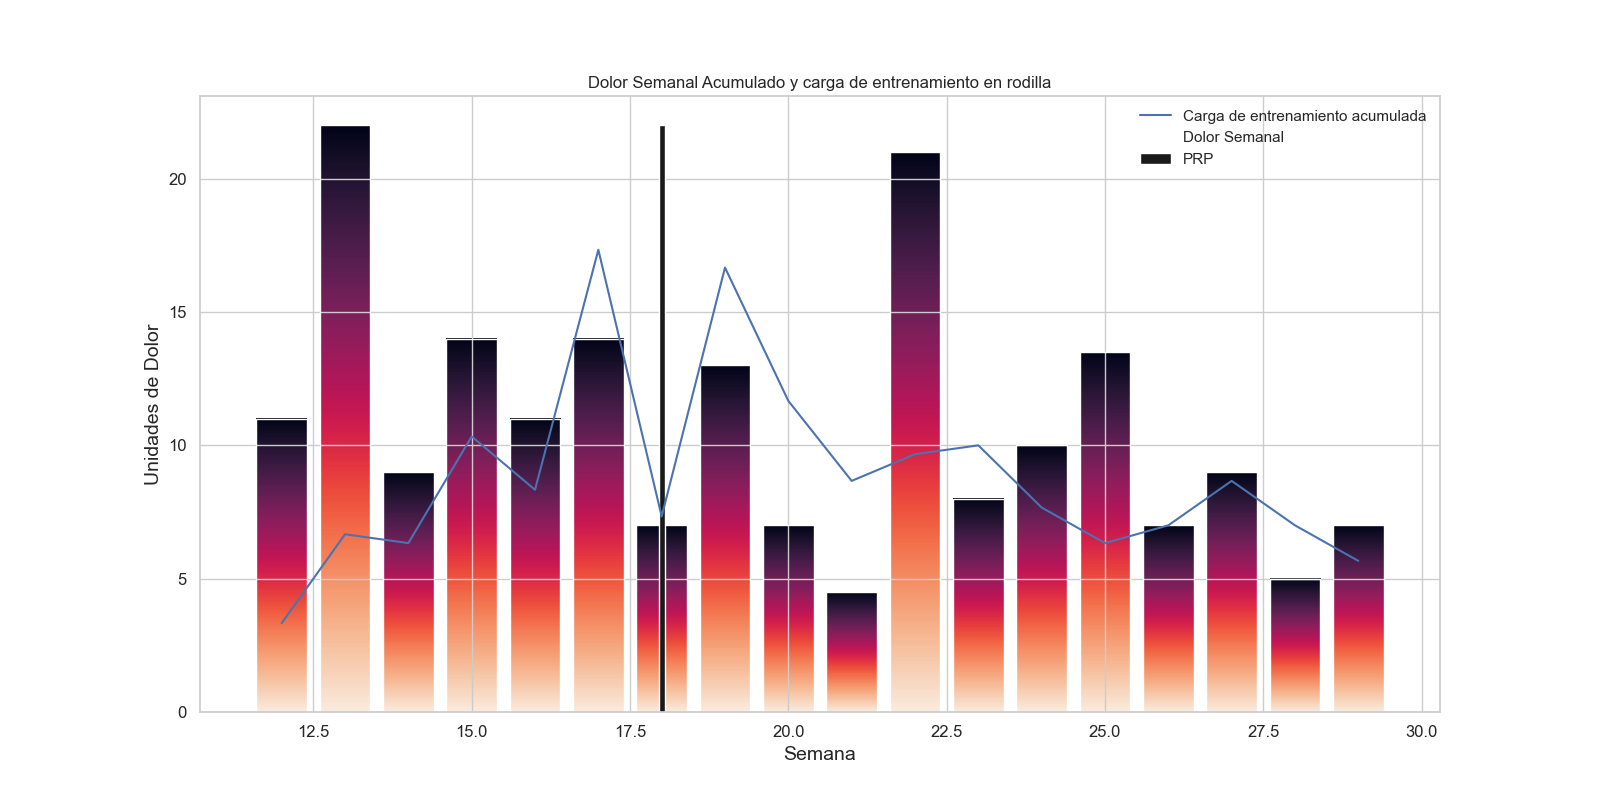 Dolor Semanal Acumulado y carga de entrenamiento en rodilla
Carga de entrenamiento acumulada
Dolor Semanal
PRP
Unidades de Dolor
20
15
10
5
0
12.5 15.0 17.5 20.0 22.5 25.0 27.5 30.0
Semana